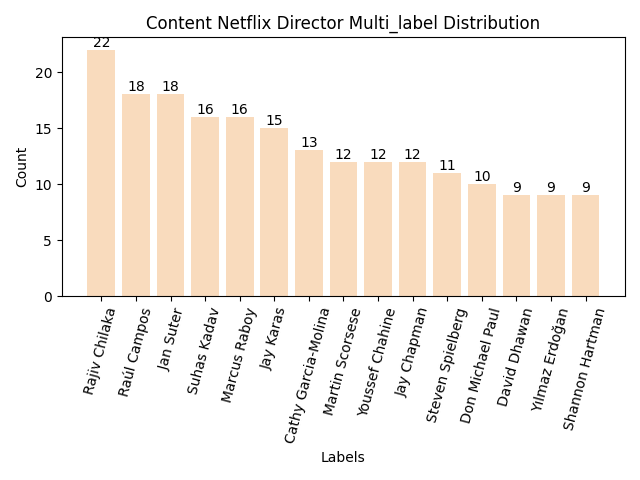 Content Netflix Director Multi_label Distribution
Count
20
15
10
5
0
22
18
18
16
16
15
13
12
12
12
11
10
9
9
9
Rajiv Chilaka
Raúl Campos
Jan Suter
Suhas Kadav
Marcus Raboy
Jay Karas
Cathy Garcia-Molina
Martin Scorsese
Youssef Chahine
Jay Chapman
Steven Spielberg
Don Michael Paul
David Dhawan
Yılmaz Erdoğan
Shannon Hartman
Labels